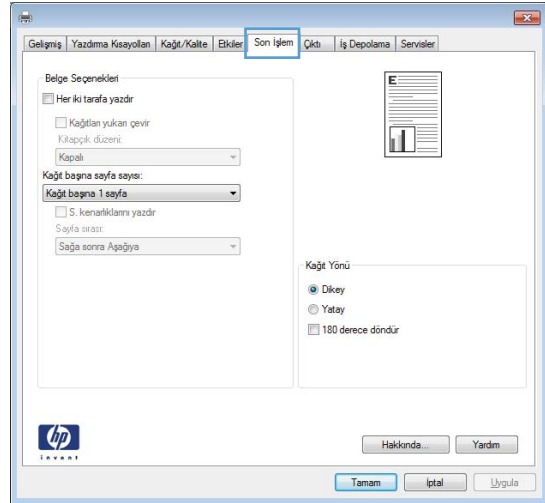 Gelişmiş Yazdırma Kısayolları Kağıt/Kalite Etkiler Son İşlem Çıktı İş Depolama Servisler
Belge Seçenekleri
Her iki tarafa yazdır
Kağıtları yukarı çevir
Kitapçık düzeni:
Kapalı
Kağıt başına sayfa sayısı:
Kağıt başına 1 sayfa
S. kenarlıklarını yazdır
Sayfa sırası:
Sağa sonra Aşağıya
E
Kağıt Yönü
Dikey
Yatay
180 derece döndür
hp
invent
Hakkında... Yardım
Tamam İptal Uygula